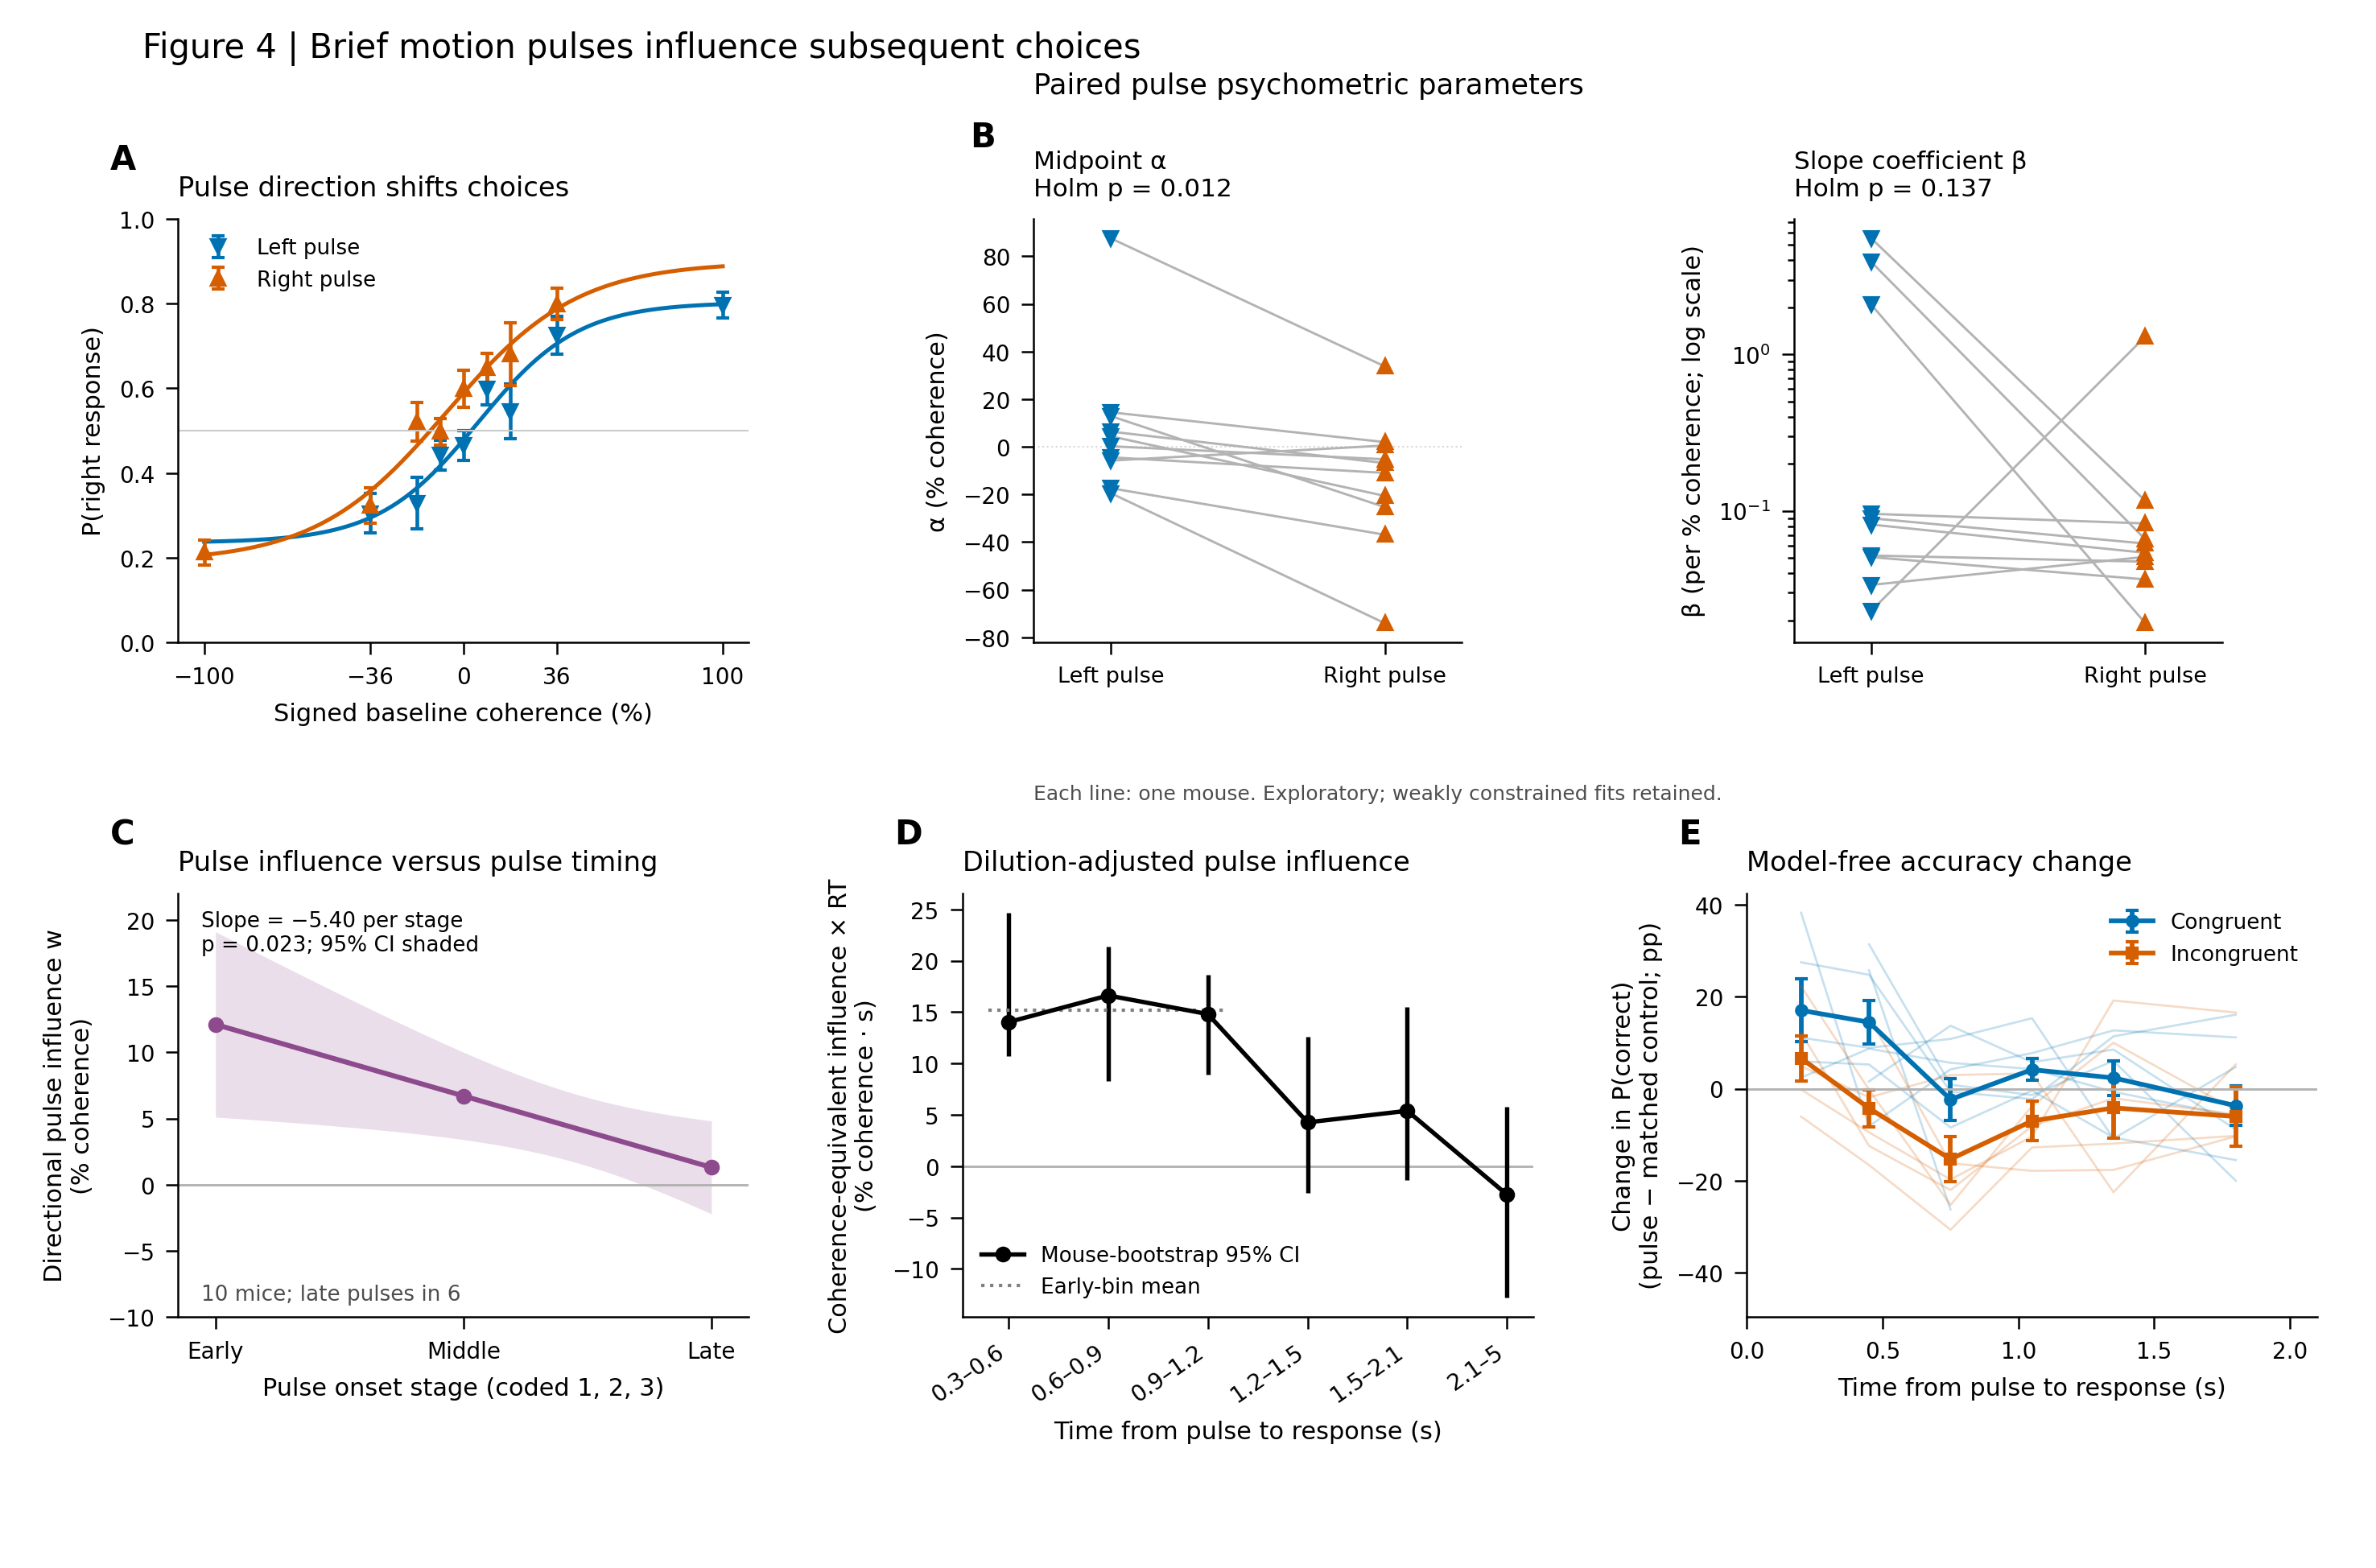 Figure 4 | Brief motion pulses influence subsequent choices
Paired pulse psychometric parameters
A
Pulse direction shifts choices
P(right response)
1.0
0.8
0.6
0.4
0.2
0.0
Left pulse
Right pulse
−100
−36
0
36
100
Signed baseline coherence (%)
B
Midpoint α
Holm p = 0.012
α (% coherence)
80
60
40
20
0
−20
−40
−60
−80
Left pulse
Right pulse
Slope coefficient β
Holm p = 0.137
β (per % coherence; log scale)
10⁰
10⁻¹
Left pulse
Right pulse
Each line: one mouse. Exploratory; weakly constrained fits retained.
C
Pulse influence versus pulse timing
Directional pulse influence w
(% coherence)
20
15
10
5
0
−5
−10
Slope = −5.40 per stage
p = 0.023; 95% CI shaded
10 mice; late pulses in 6
Early
Middle
Late
Pulse onset stage (coded 1, 2, 3)
D
Dilution-adjusted pulse influence
Coherence-equivalent influence × RT
(% coherence · s)
25
20
15
10
5
0
−5
−10
Mouse-bootstrap 95% CI
Early-bin mean
0.3–0.6
0.6–0.9
0.9–1.2
1.2–1.5
1.5–2.1
2.1–5
Time from pulse to response (s)
E
Model-free accuracy change
Change in P(correct)
(pulse − matched control; pp)
40
20
0
−20
−40
Congruent
Incongruent
0.0
0.5
1.0
1.5
2.0
Time from pulse to response (s)